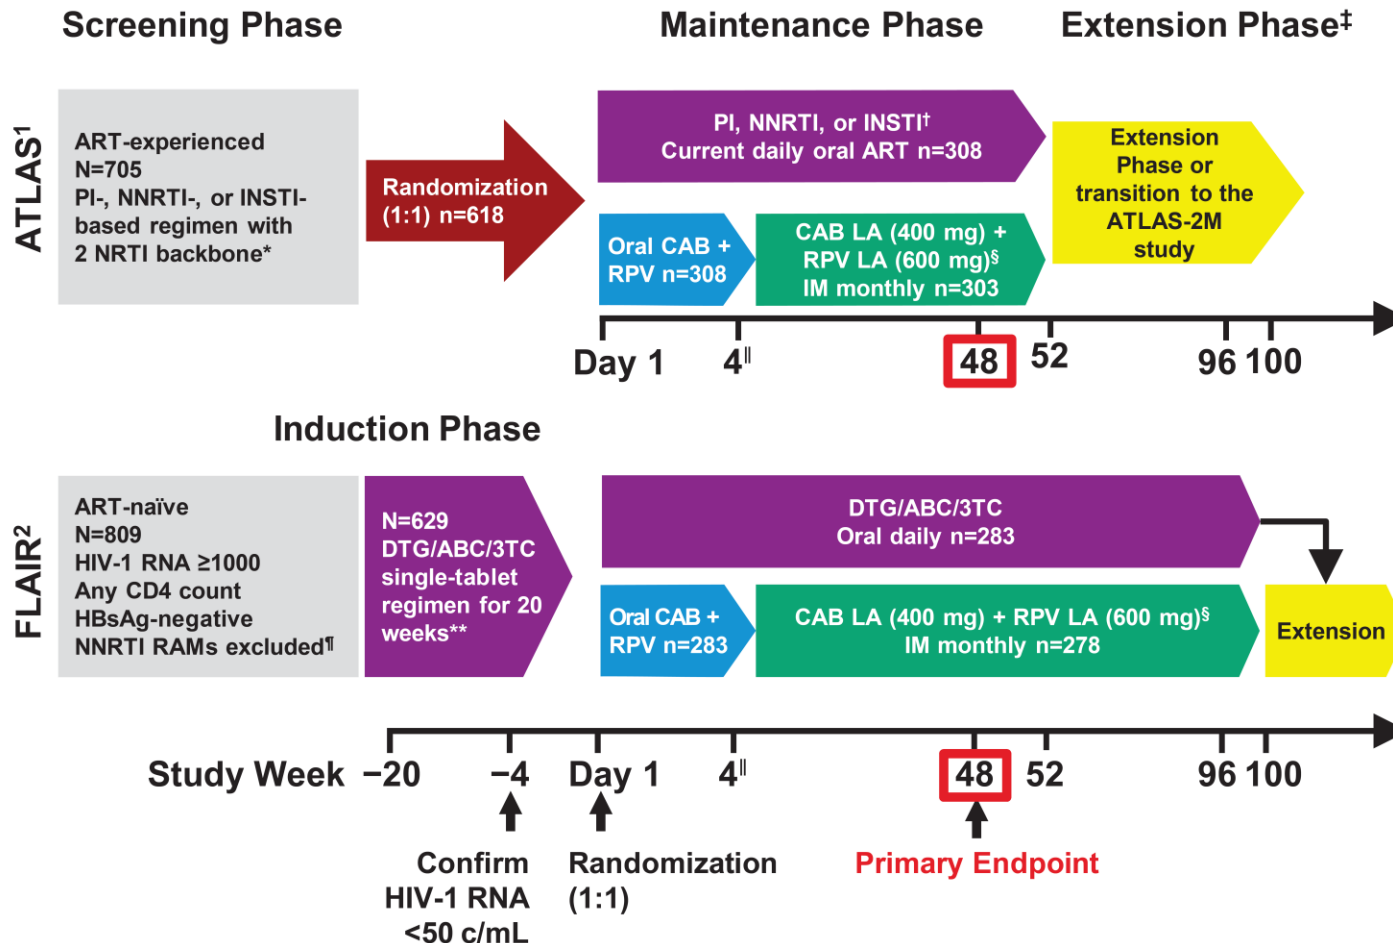 Screening Phase
Maintenance Phase
Extension Phase‡
ATLAS¹
ART-experienced
N=705
PI-, NNRTI-, or INSTI-
based regimen with
2 NRTI backbone*
Randomization
(1:1) n=618
PI, NNRTI, or INSTI†
Current daily oral ART n=308
Oral CAB +
RPV n=308
CAB LA (400 mg) +
RPV LA (600 mg)§
IM monthly n=303
Extension
Phase or
transition to the
ATLAS-2M
study
Day 1
4||
48
52
96
100
Induction Phase
FLAIR²
ART-naïve
N=809
HIV-1 RNA ≥1000
Any CD4 count
HBsAg-negative
NNRTI RAMs excluded¶
N=629
DTG/ABC/3TC
single-tablet
regimen for 20
weeks**
DTG/ABC/3TC
Oral daily n=283
Oral CAB +
RPV n=283
CAB LA (400 mg) + RPV LA (600 mg)§
IM monthly n=278
Extension
Study Week
−20
−4
Day 1
4||
48
52
96
100
Confirm
HIV-1 RNA
<50 c/mL
Randomization
(1:1)
Primary Endpoint